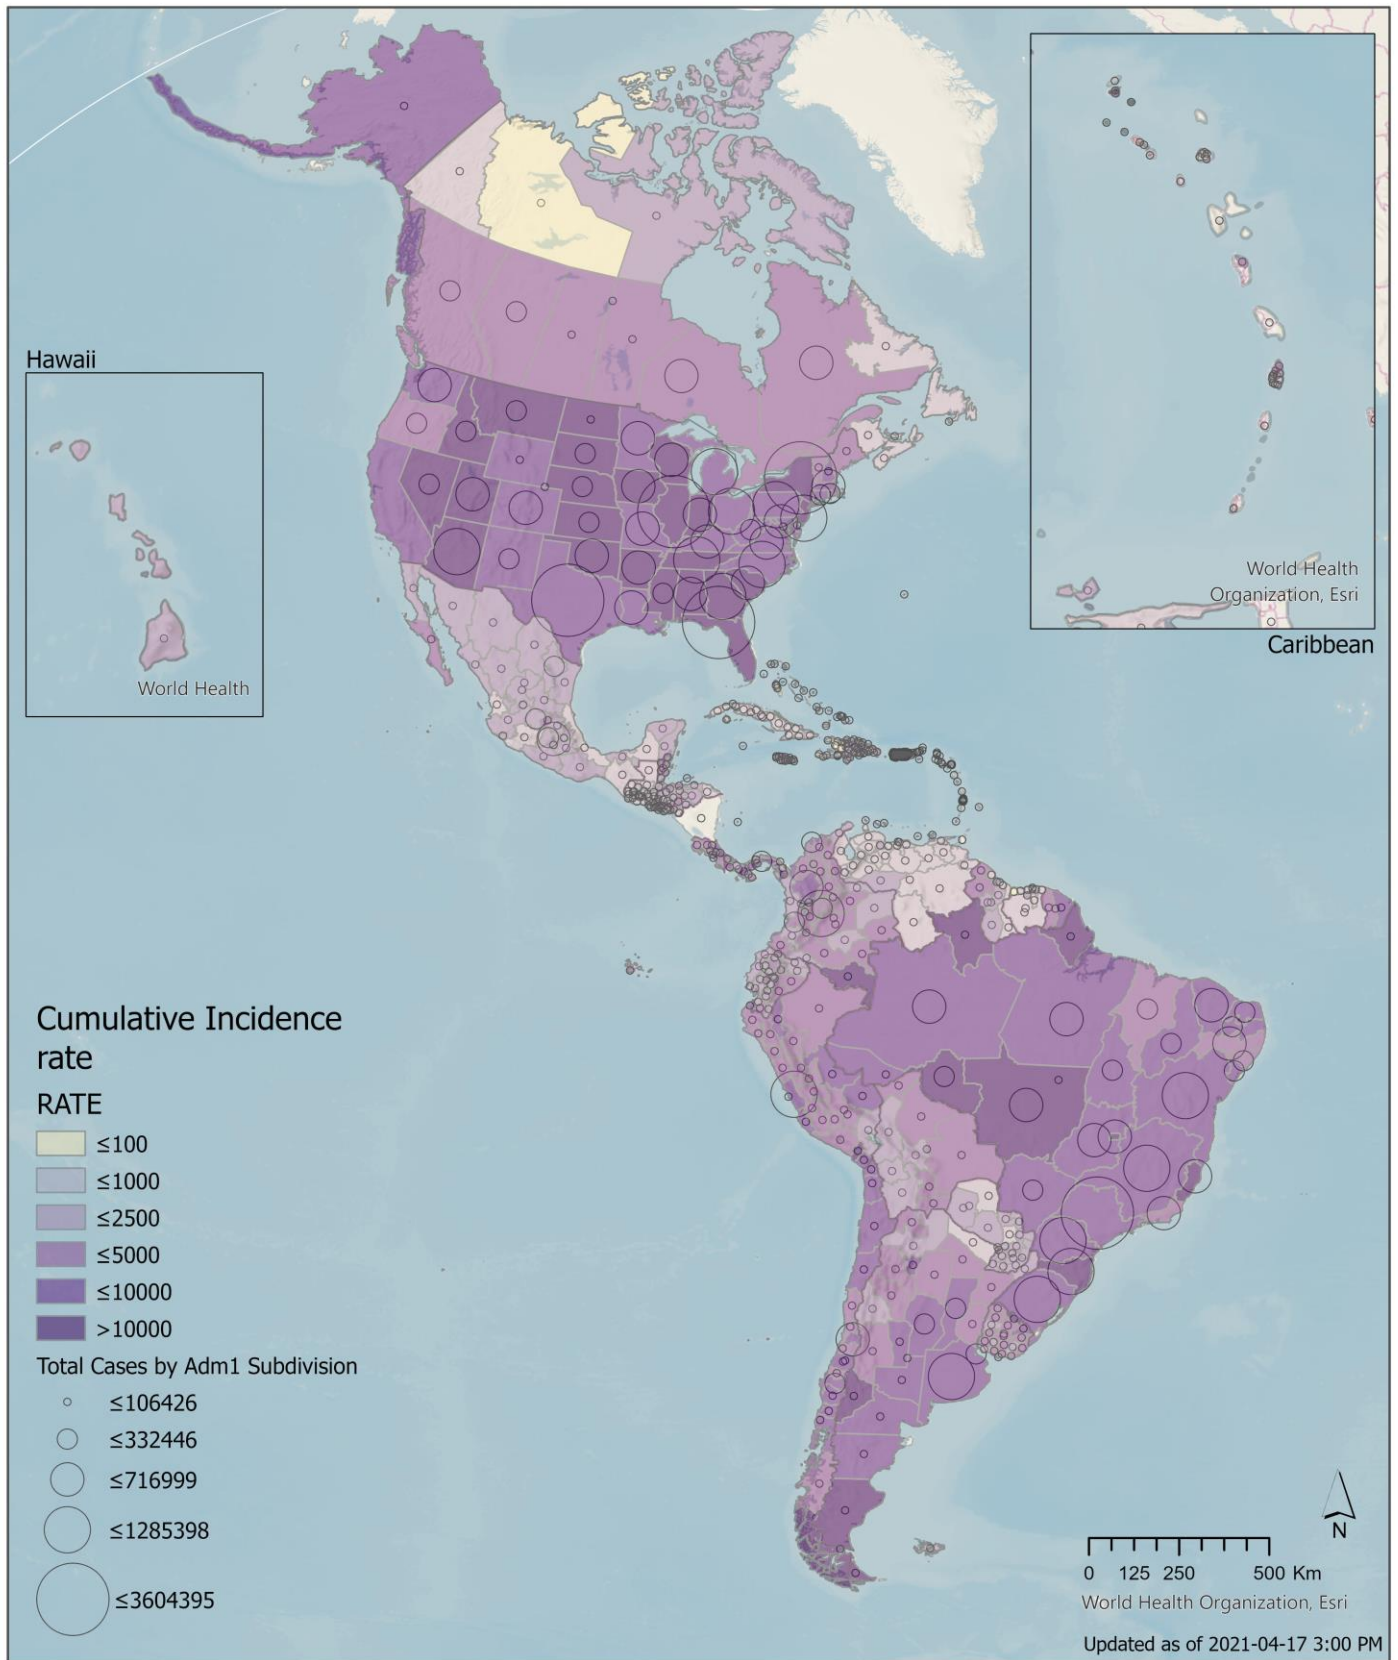 Hawaii
World Health
World Health
Organization, Esri
Caribbean
Cumulative Incidence
rate
RATE
≤100
≤1000
≤2500
≤5000
≤10000
>10000
Total Cases by Adm1 Subdivision
≤106426
≤332446
≤716999
≤1285398
≤3604395
N
0 125 250 500 Km
World Health Organization, Esri
Updated as of 2021-04-17 3:00 PM